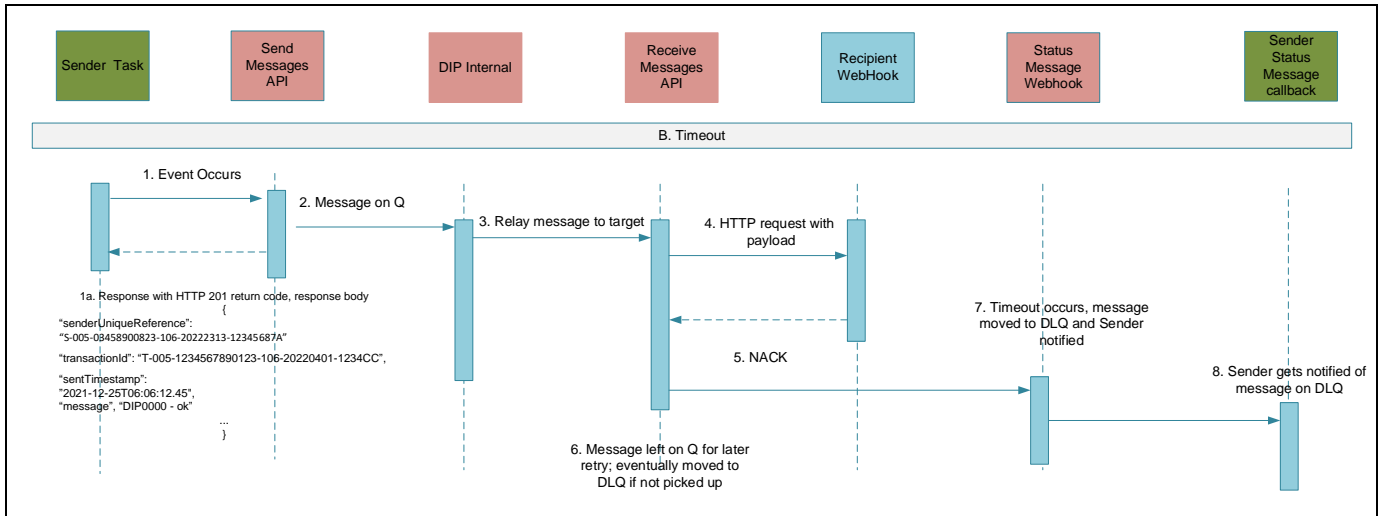 Sender Task
Send
Messages
API
DIP Internal
Receive
Messages
API
Recipient
WebHook
Status
Message
Webhook
Sender
Status
Message
callback
B. Timeout
1. Event Occurs
2. Message on Q
3. Relay message to target
4. HTTP request with
payload
1a. Response with HTTP 201 return code, response body
{
“senderUniqueReference”:
“S-005-03458900823-106-20222313-12345687A”
“transactionId”: “T-005-1234567890123-106-20220401-1234CC”,
“sentTimestamp”:
”2021-12-25T06:06:12.45”,
“message”, “DIP0000 - ok”
...
}
5. NACK
6. Message left on Q for later
retry; eventually moved to
DLQ if not picked up
7. Timeout occurs, message
moved to DLQ and Sender
notified
8. Sender gets notified of
message on DLQ